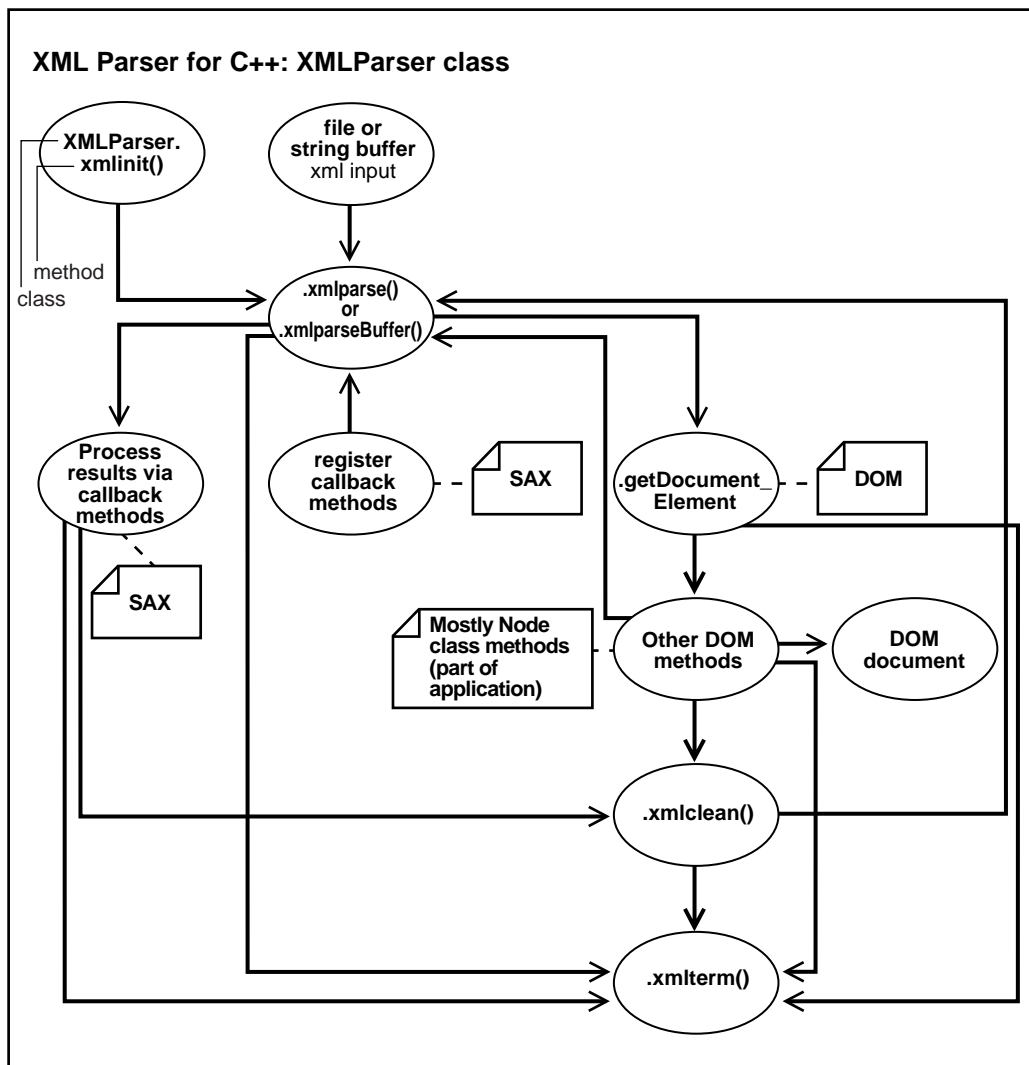 XML Parser for C++: XMLParser class
XMLParser.
xmlinit()
file or
string buffer
xml input
method
class
.xmlparse()
or
.xmlparseBuffer()
Process
results via
callback
methods
register
callback
methods
SAX
.getDocument_
Element
DOM
SAX
Mostly Node
class methods
(part of
application)
Other DOM
methods
DOM
document
.xmlclean()
.xmlterm()